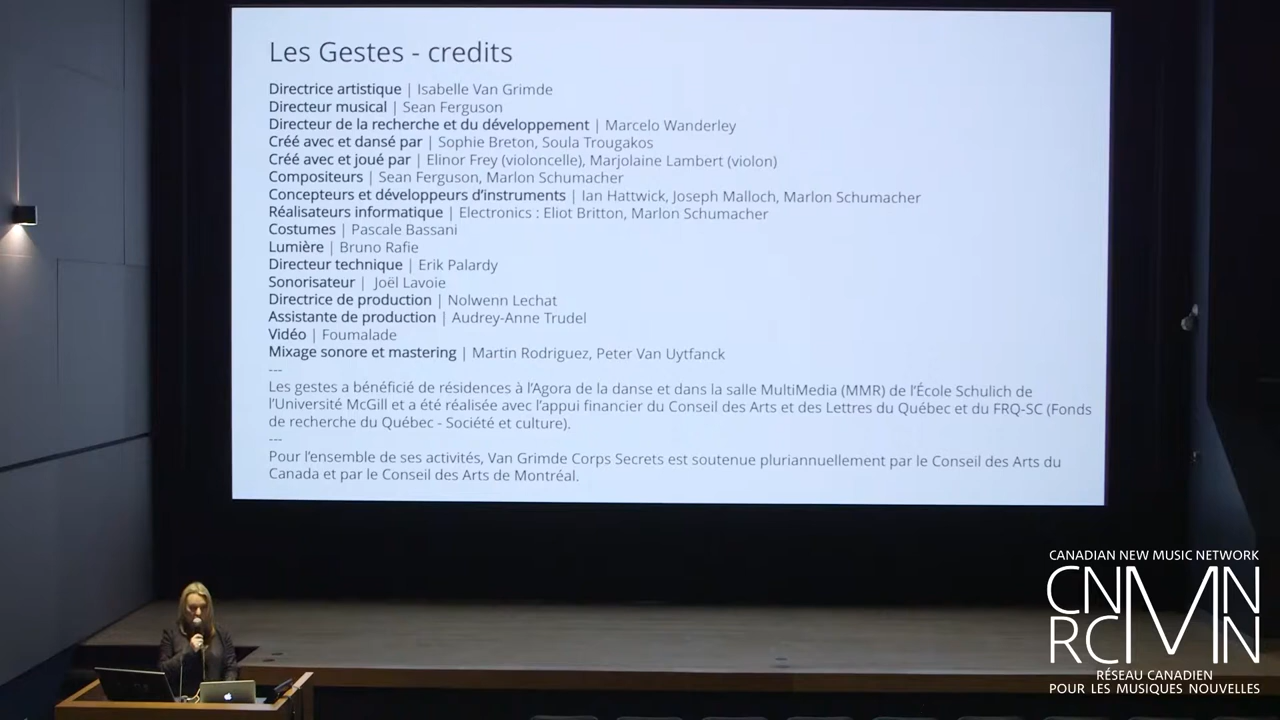 Les Gestes - credits
Directrice artistique | Isabelle Van Grimde
Directeur musical | Sean Ferguson
Directeur de la recherche et du développement | Marcelo Wanderley
Créé avec et dansé par | Sophie Breton, Soula Trougakos
Créé avec et joué par | Elinor Frey (violoncelle), Marjolaine Lambert (violon)
Compositeurs | Sean Ferguson, Marlon Schumacher
Concepteurs et développeurs d'instruments | Ian Hattwick, Joseph Malloch, Marlon Schumacher
Réalisateurs informatique | Electronics : Eliot Britton, Marlon Schumacher
Costumes | Pascale Bassani
Lumière | Bruno Rafie
Directeur technique | Erik Palardy
Sonorisateur | Joël Lavoie
Directrice de production | Nolwenn Lechat
Assistante de production | Audrey-Anne Trudel
Vidéo | Foumalade
Mixage sonore et mastering | Martin Rodriguez, Peter Van Uytfanck
---
Les gestes a bénéficié de résidences à l'Agora de la danse et dans la salle MultiMedia (MMR) de l'École Schulich de
l'Université McGill et a été réalisée avec l'appui financier du Conseil des Arts et des Lettres du Québec et du FRQ-SC (Fonds
de recherche du Québec - Société et culture).
---
Pour l'ensemble de ses activités, Van Grimde Corps Secrets est soutenue pluriannuellement par le Conseil des Arts du
Canada et par le Conseil des Arts de Montréal.
CANADIAN NEW MUSIC NETWORK
CNMN
RCMN
RÉSEAU CANADIEN
POUR LES MUSIQUES NOUVELLES